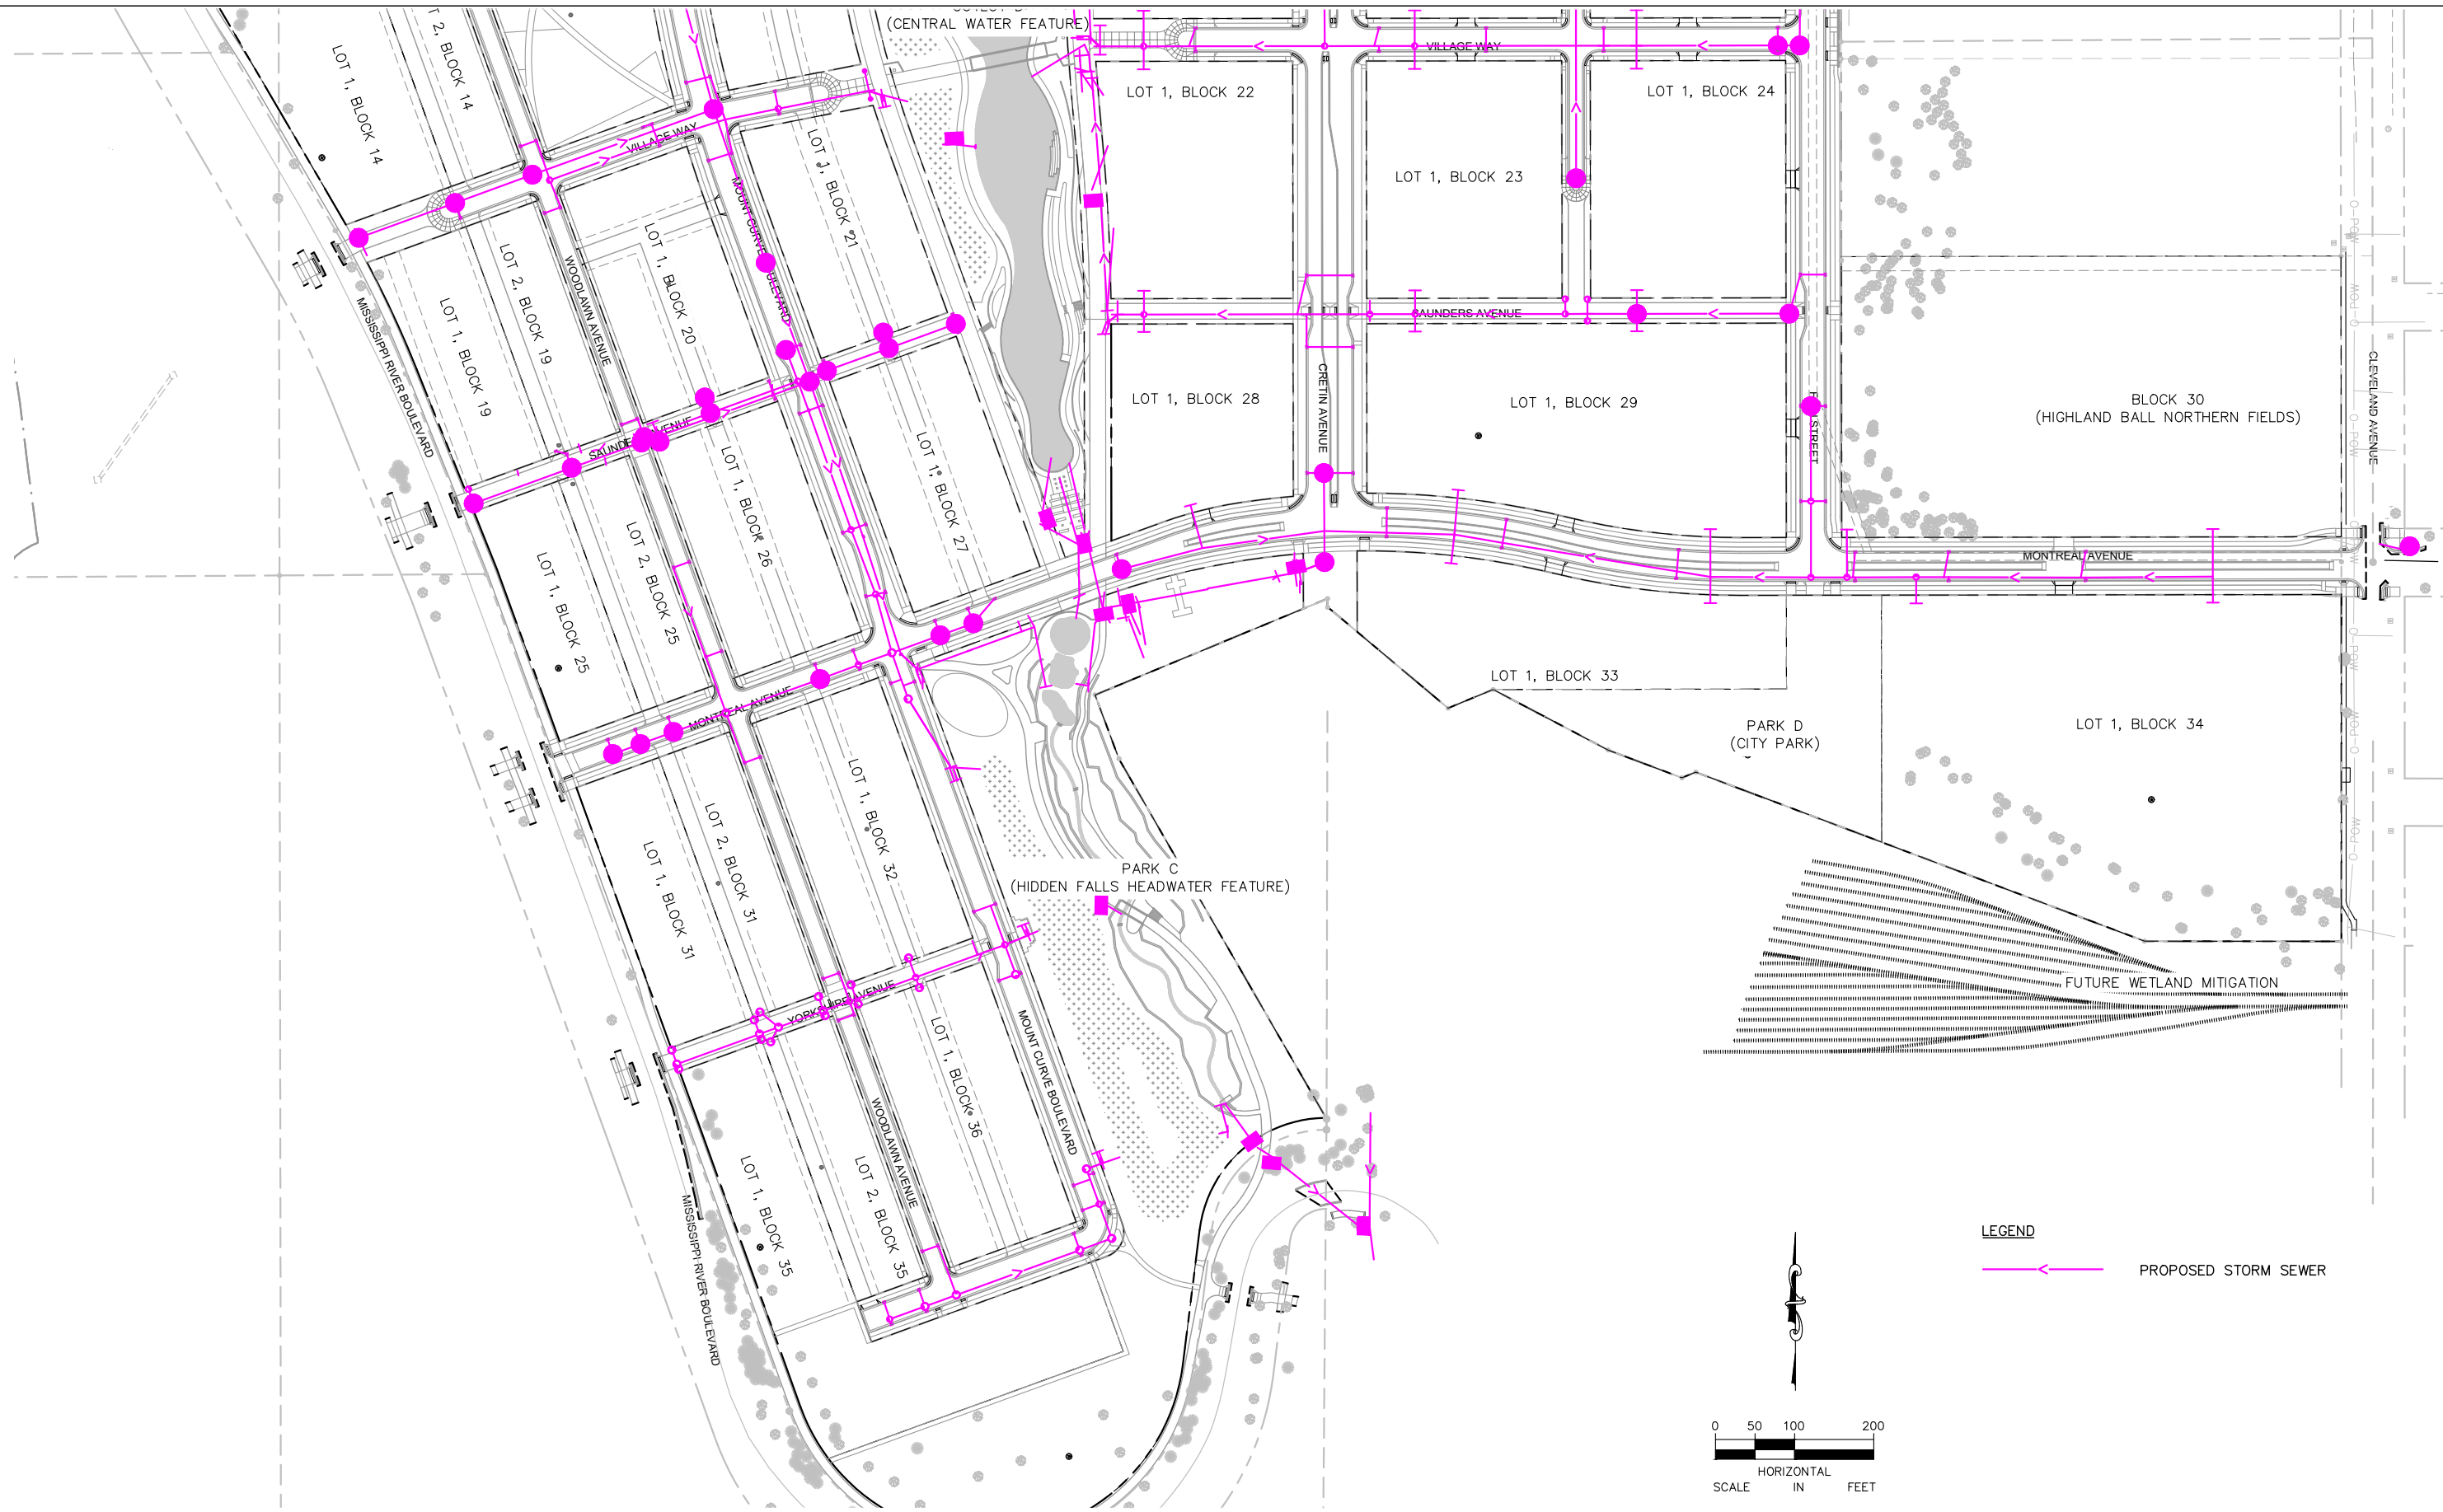 (CENTRAL WATER FEATURE)
VILLAGE WAY
LOT 1, BLOCK 14
LOT 2, BLOCK 14
LOT 1, BLOCK 22
LOT 1, BLOCK 24
LOT 1, BLOCK 23
VILLAGE WAY
LOT 1, BLOCK 21
MOUNT CURVE BOULEVARD
LOT 1, BLOCK 20
LOT 2, BLOCK 19
LOT 1, BLOCK 19
WOODLAWN AVENUE
MISSISSIPPI RIVER BOULEVARD
SAUNDERS AVENUE
CRETIN AVENUE
LOT 1, BLOCK 28
LOT 1, BLOCK 29
STREET
BLOCK 30
(HIGHLAND BALL NORTHERN FIELDS)
CLEVELAND AVENUE
SAUNDERS AVENUE
LOT 1, BLOCK 27
LOT 1, BLOCK 26
LOT 2, BLOCK 25
LOT 1, BLOCK 25
MONTREAL AVENUE
MONTREAL AVENUE
LOT 1, BLOCK 33
PARK D
(CITY PARK)
LOT 1, BLOCK 34
LOT 1, BLOCK 32
LOT 2, BLOCK 31
LOT 1, BLOCK 31
PARK C
(HIDDEN FALLS HEADWATER FEATURE)
FUTURE WETLAND MITIGATION
YORKSHIRE AVENUE
LOT 1, BLOCK 36
MOUNT CURVE BOULEVARD
WOODLAWN AVENUE
LOT 2, BLOCK 35
LOT 1, BLOCK 35
MISSISSIPPI RIVER BOULEVARD
LEGEND
PROPOSED STORM SEWER
0 50 100 200
HORIZONTAL
SCALE IN FEET